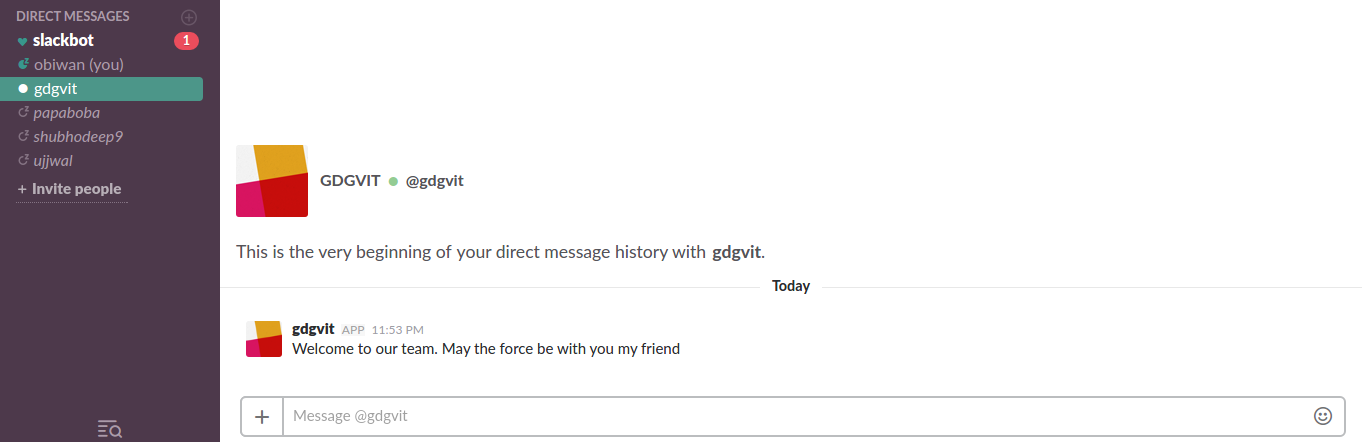 DIRECT MESSAGES
slackbot 1
obiwan (you)
gdgvit
papaboba
shubhodeep9
ujjwal
+ Invite people
GDGVIT @gdgvit
This is the very beginning of your direct message history with gdgvit.
Today
gdgvit APP 11:53 PM
Welcome to our team. May the force be with you my friend
Message @gdgvit